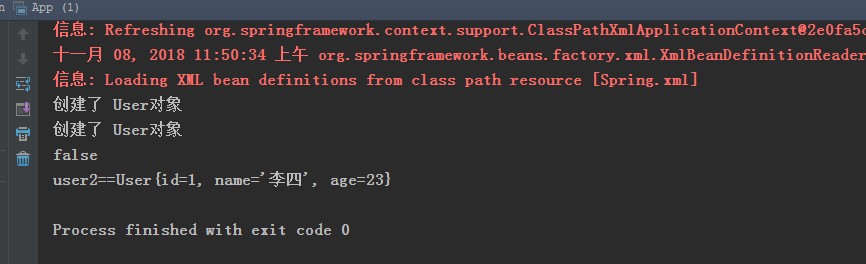 App (1)
信息: Refreshing org.springframework.context.support.ClassPathXmlApplicationContext@2e0fa5d
十一月 08, 2018 11:50:34 上午 org.springframework.beans.factory.xml.XmlBeanDefinitionReader
信息: Loading XML bean definitions from class path resource [Spring.xml]
创建了 User对象
创建了 User对象
false
user2==User{id=1, name='李四', age=23}
Process finished with exit code 0